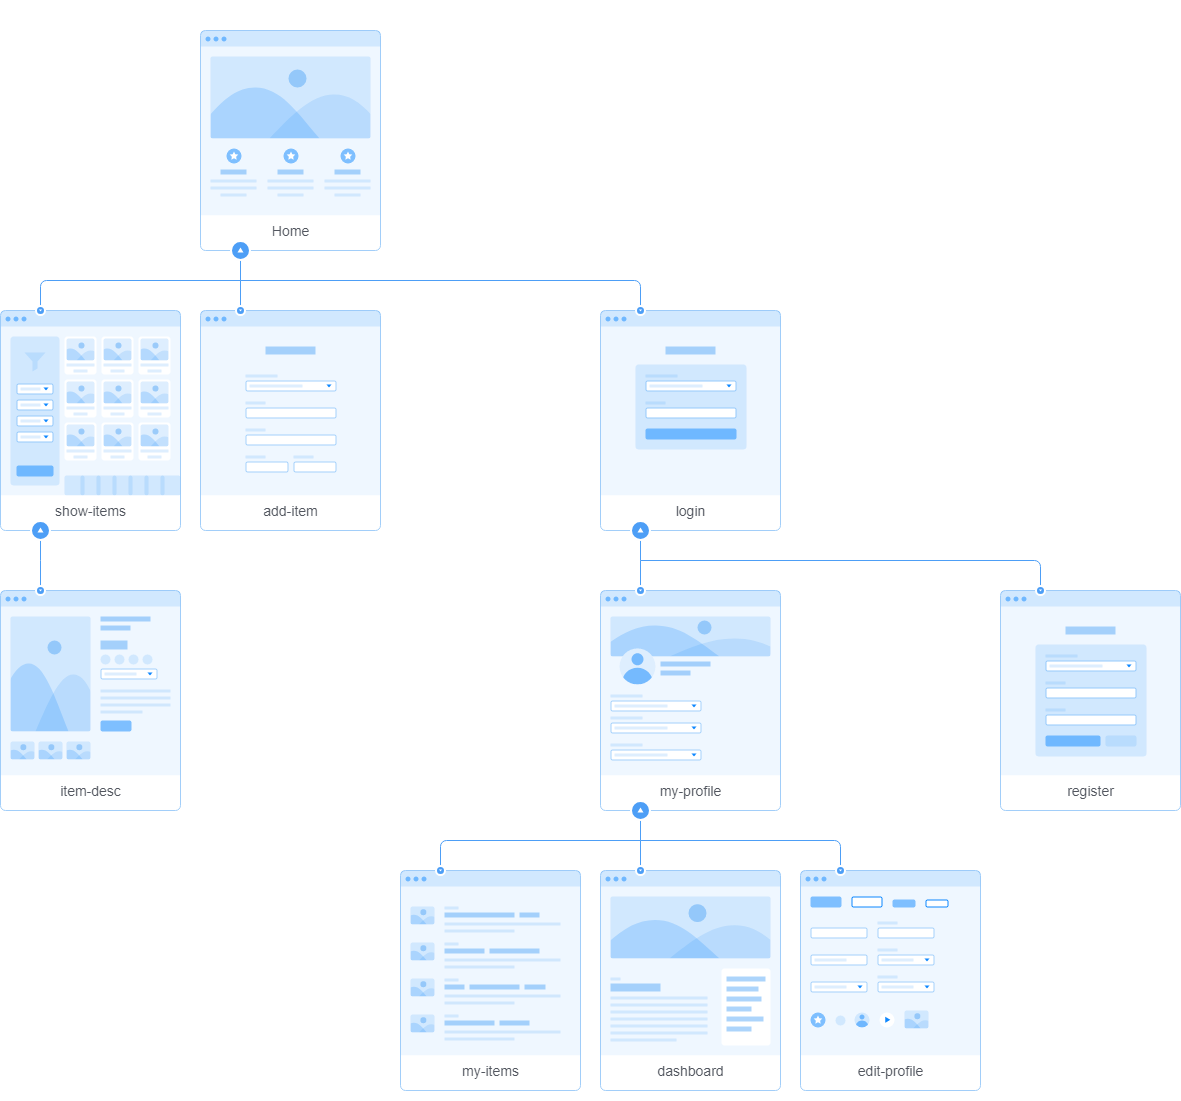 Home
show-items
add-item
login
item-desc
my-profile
register
my-items
dashboard
edit-profile